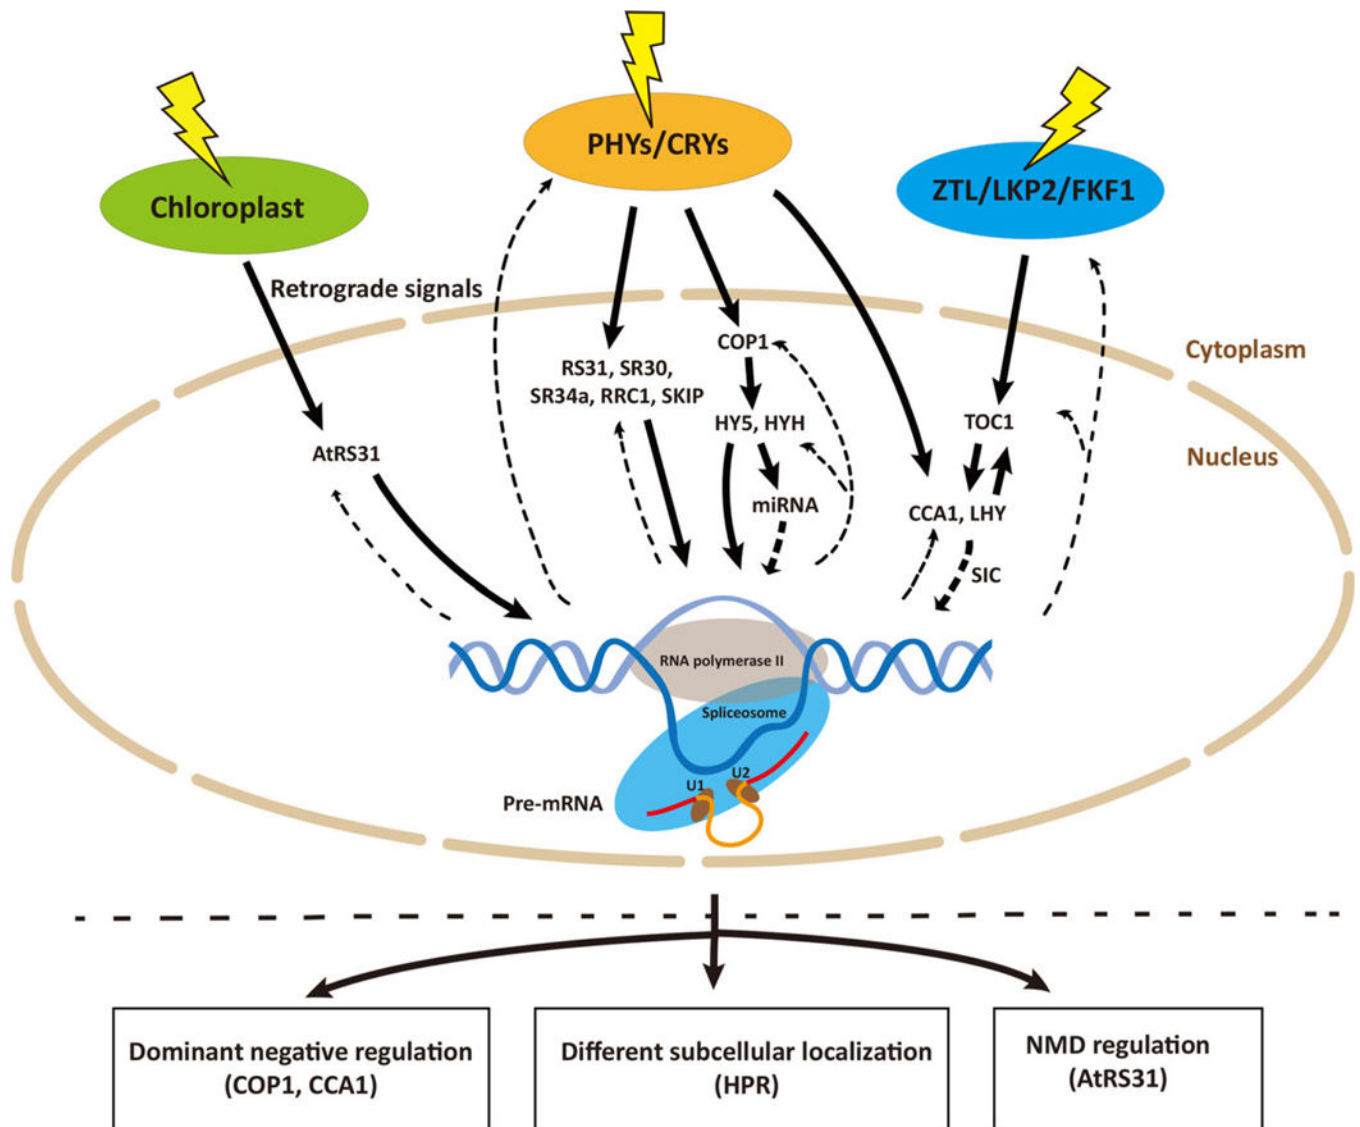 PHYs/CRYs
Chloroplast
ZTL/LKP2/FKF1
Retrograde signals
COP1
Cytoplasm
RS31, SR30,
SR34a, RRC1, SKIP
HY5, HYH
TOC1
AtRS31
Nucleus
miRNA
CCA1, LHY
SIC
RNA polymerase II
Spliceosome
U1
U2
Pre-mRNA
Dominant negative regulation
(COP1, CCA1)
Different subcellular localization
(HPR)
NMD regulation
(AtRS31)